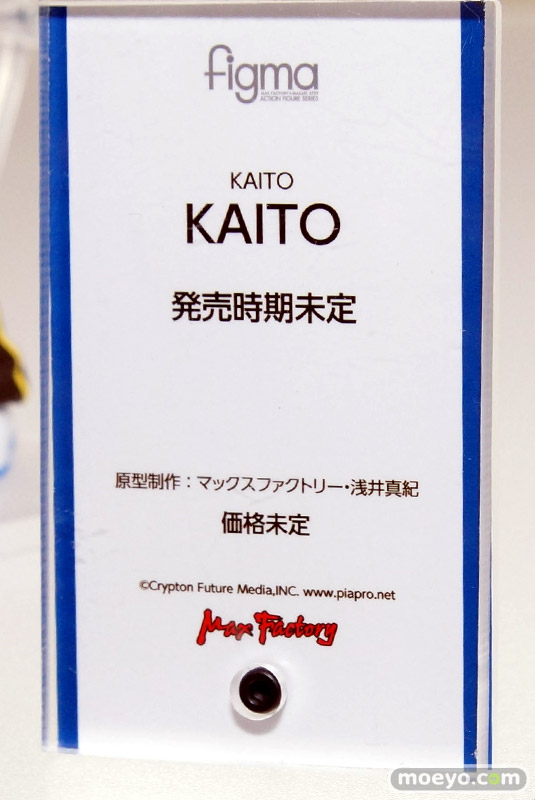 figma
MAX FACTORY × MASAKI APSY
ACTION FIGURE SERIES
KAITO
KAITO
発売時期未定
原型制作：マックスファクトリー・浅井真紀
価格未定
©Crypton Future Media,INC. www.piapro.net
Max Factory
moeyo.com